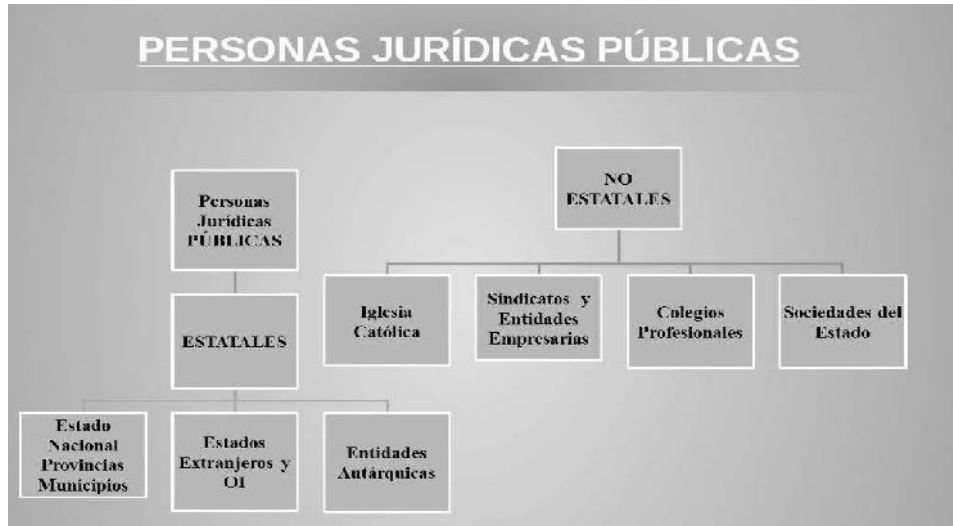 PERSONAS JURÍDICAS PÚBLICAS
Personas
Jurídicas
PÚBLICAS
ESTATALES
Estado
Nacional
Provincias
Municipios
Estados
Extranjeros y
OI
Entidades
Autárquicas
NO
ESTATALES
Iglesia
Católica
Sindicatos y
Entidades
Empresarias
Colegios
Profesionales
Sociedades del
Estado